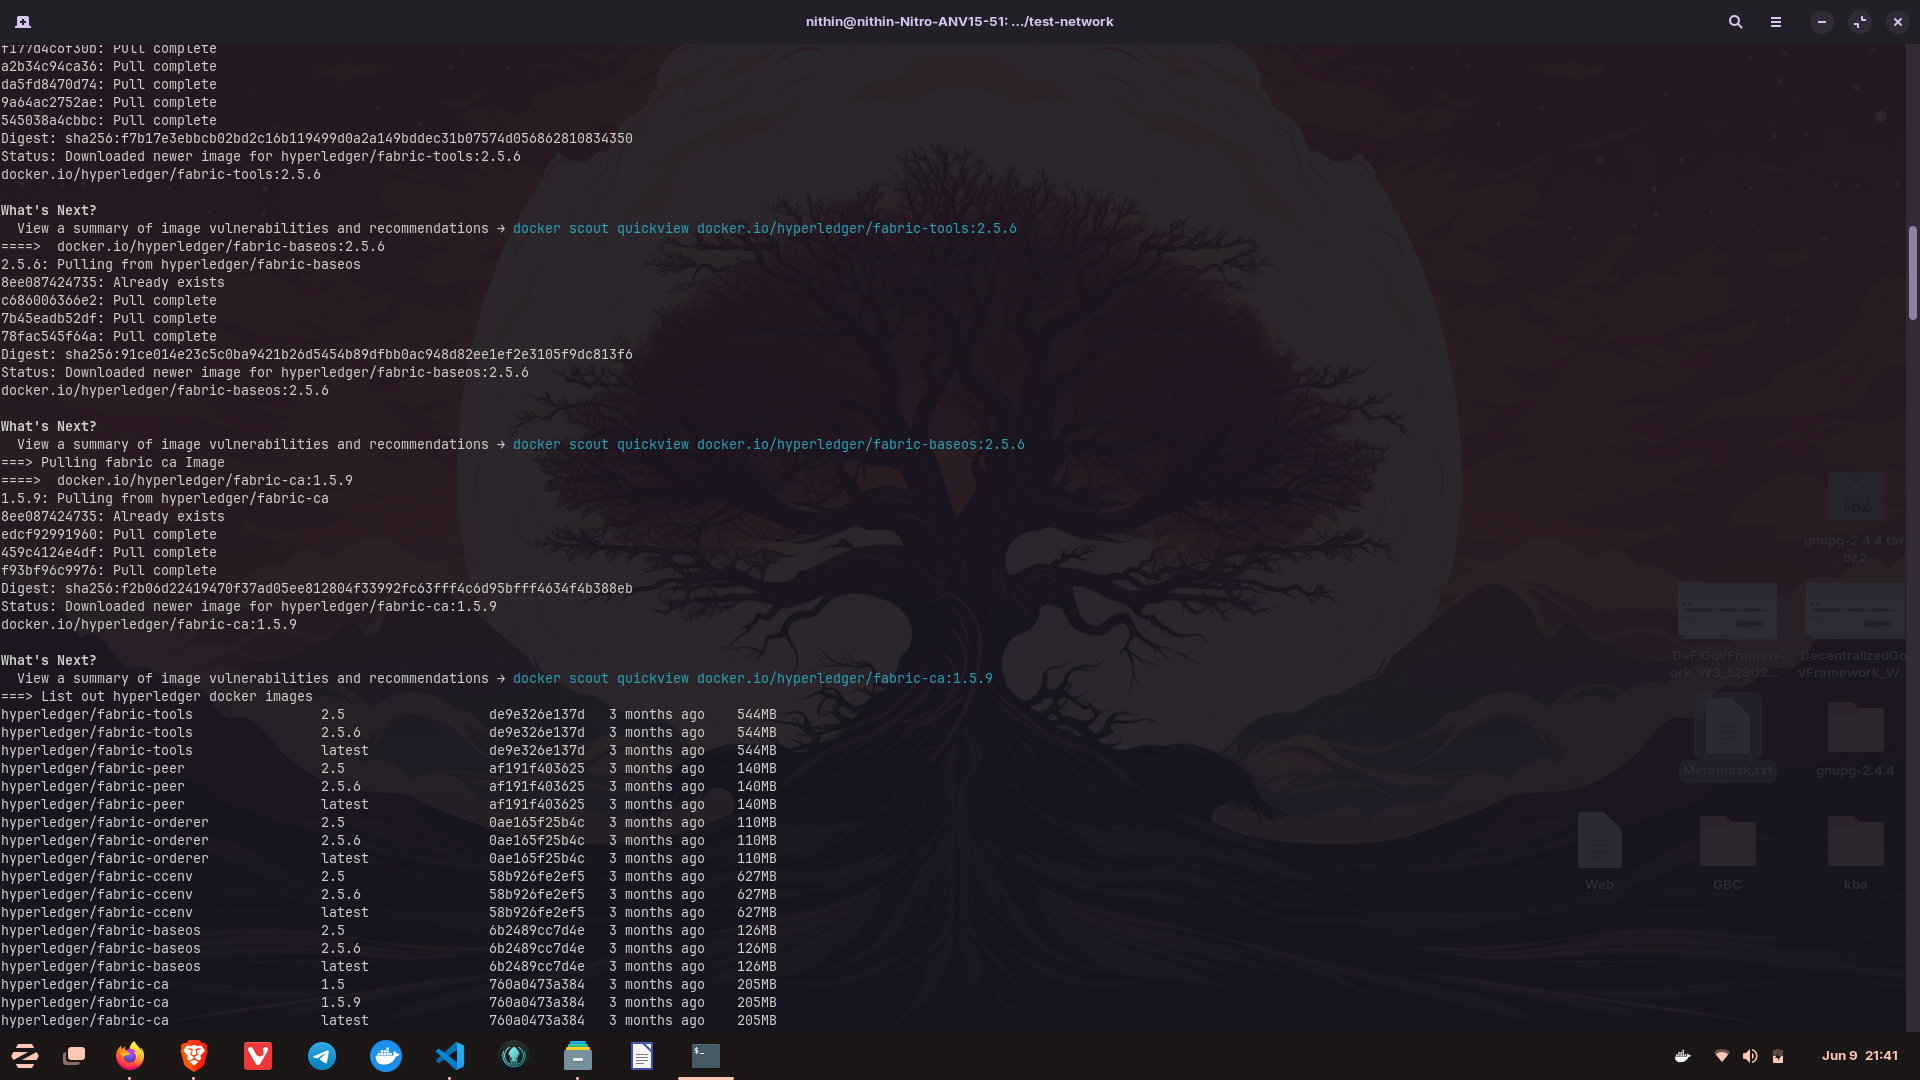 nithin@nithin-Nitro-ANV15-51: .../test-network
f177d4c6f30b: Pull complete
a2b34c94ca36: Pull complete
da5fd8470d74: Pull complete
9a64ac2752ae: Pull complete
545038a4cbbc: Pull complete
Digest: sha256:f7b17e3ebbcb02bd2c16b119499d0a2a149bddec31b07574d056862810834350
Status: Downloaded newer image for hyperledger/fabric-tools:2.5.6
docker.io/hyperledger/fabric-tools:2.5.6
What's Next?
View a summary of image vulnerabilities and recommendations → docker scout quickview docker.io/hyperledger/fabric-tools:2.5.6
====>  docker.io/hyperledger/fabric-baseos:2.5.6
2.5.6: Pulling from hyperledger/fabric-baseos
8ee087424735: Already exists
c686006366e2: Pull complete
7b45eadb52df: Pull complete
78fac545f64a: Pull complete
Digest: sha256:91ce014e23c5c0ba9421b26d5454b89dfbb0ac948d82ee1ef2e3105f9dc813f6
Status: Downloaded newer image for hyperledger/fabric-baseos:2.5.6
docker.io/hyperledger/fabric-baseos:2.5.6
What's Next?
View a summary of image vulnerabilities and recommendations → docker scout quickview docker.io/hyperledger/fabric-baseos:2.5.6
===> Pulling fabric ca Image
====>  docker.io/hyperledger/fabric-ca:1.5.9
1.5.9: Pulling from hyperledger/fabric-ca
8ee087424735: Already exists
edcf92991960: Pull complete
459c4124e4df: Pull complete
f93bf96c9976: Pull complete
Digest: sha256:f2b06d22419470f37ad05ee812804f33992fc63fff4c6d95bfff4634f4b388eb
Status: Downloaded newer image for hyperledger/fabric-ca:1.5.9
docker.io/hyperledger/fabric-ca:1.5.9
What's Next?
View a summary of image vulnerabilities and recommendations → docker scout quickview docker.io/hyperledger/fabric-ca:1.5.9
===> List out hyperledger docker images
hyperledger/fabric-tools 2.5 de9e326e137d 3 months ago 544MB
hyperledger/fabric-tools 2.5.6 de9e326e137d 3 months ago 544MB
hyperledger/fabric-tools latest de9e326e137d 3 months ago 544MB
hyperledger/fabric-peer 2.5 af191f403625 3 months ago 140MB
hyperledger/fabric-peer 2.5.6 af191f403625 3 months ago 140MB
hyperledger/fabric-peer latest af191f403625 3 months ago 140MB
hyperledger/fabric-orderer 2.5 0ae165f25b4c 3 months ago 110MB
hyperledger/fabric-orderer 2.5.6 0ae165f25b4c 3 months ago 110MB
hyperledger/fabric-orderer latest 0ae165f25b4c 3 months ago 110MB
hyperledger/fabric-ccenv 2.5 58b926fe2ef5 3 months ago 627MB
hyperledger/fabric-ccenv 2.5.6 58b926fe2ef5 3 months ago 627MB
hyperledger/fabric-ccenv latest 58b926fe2ef5 3 months ago 627MB
hyperledger/fabric-baseos 2.5 6b2489cc7d4e 3 months ago 126MB
hyperledger/fabric-baseos 2.5.6 6b2489cc7d4e 3 months ago 126MB
hyperledger/fabric-baseos latest 6b2489cc7d4e 3 months ago 126MB
hyperledger/fabric-ca 1.5 760a0473a384 3 months ago 205MB
hyperledger/fabric-ca 1.5.9 760a0473a384 3 months ago 205MB
hyperledger/fabric-ca latest 760a0473a384 3 months ago 205MB
TBZ
gnupg-2.4.4.tar.
bz2
DeFiGovFramew-
ork_W3_52902...
DecentralizedGo
vFramework_W.
Metamask.txt
gnupg-2.4.4
Web
GBC
kba
Jun 9 21:41